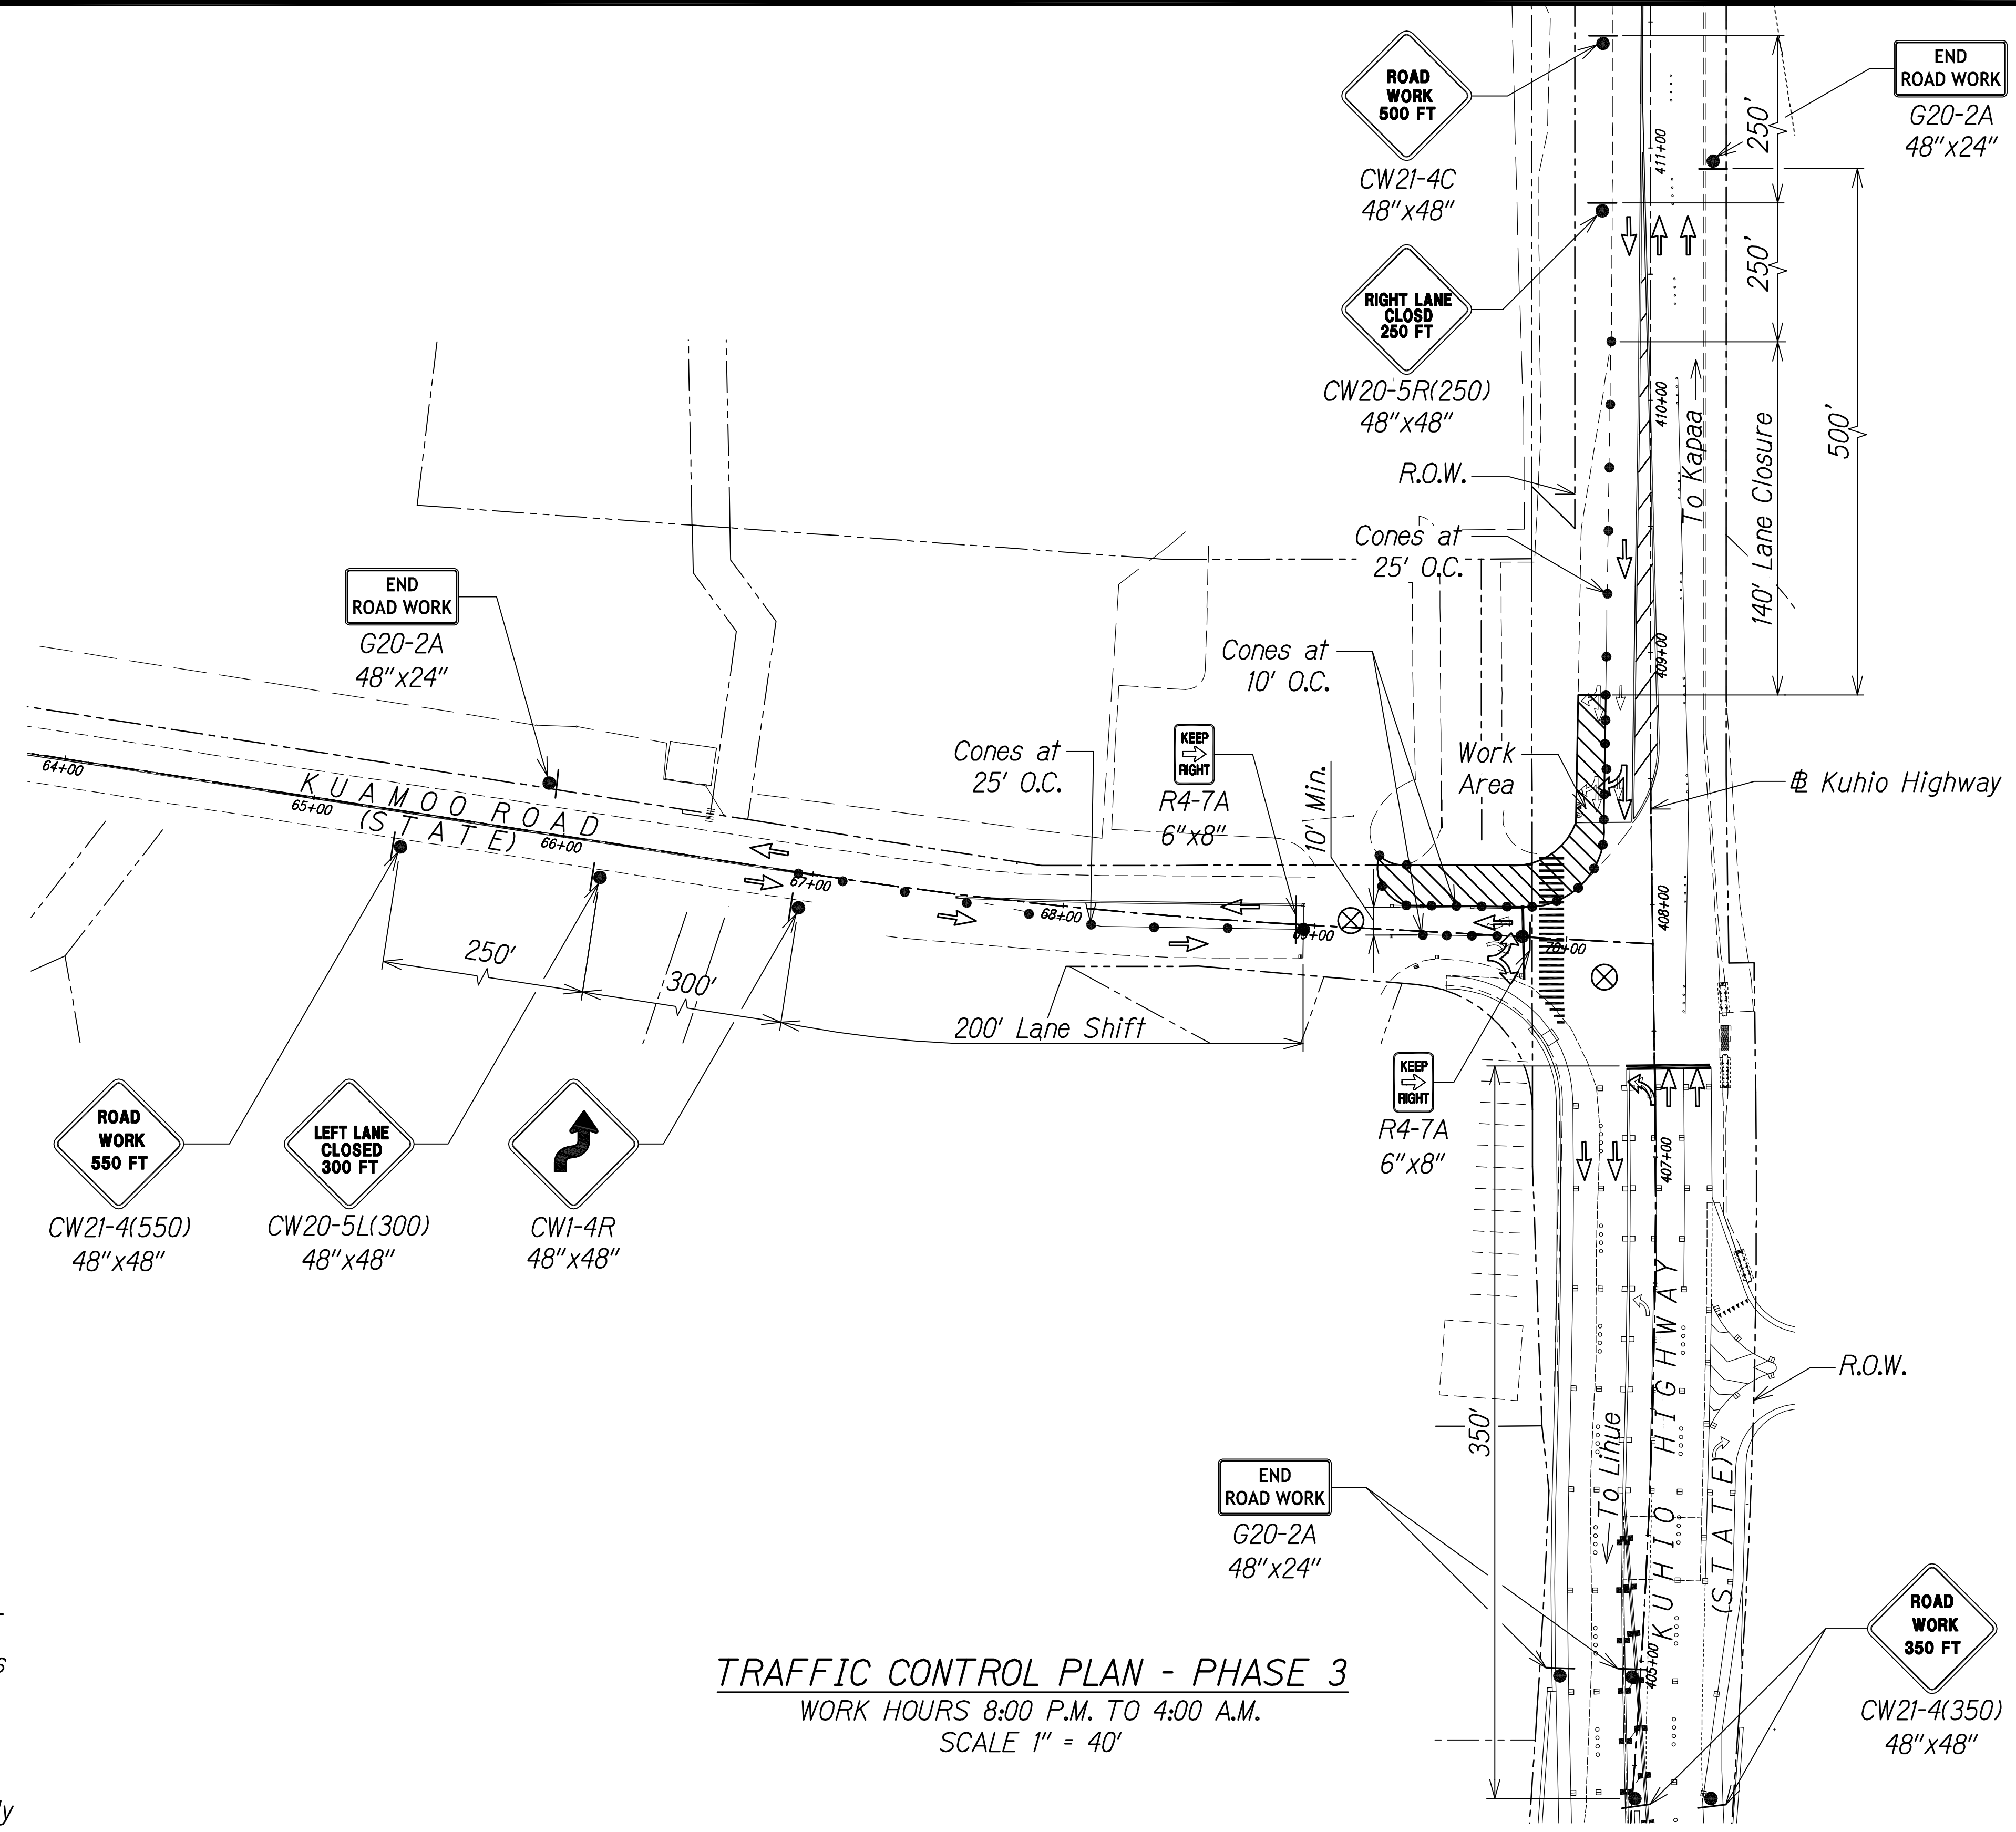 ROAD
WORK
500 FT
CW21-4C
48"x48"
END
ROAD WORK
G20-2A
48"x24"
250'
411+00
RIGHT LANE
CLOSD
250 FT
CW20-5R(250)
48"x48"
250'
410+00
To Kapaa
140' Lane Closure
500'
R.O.W.
Cones at
25' O.C.
409+00
END
ROAD WORK
G20-2A
48"x24"
Cones at
10' O.C.
Cones at
25' O.C.
KEEP
RIGHT
R4-7A
6"x8"
10' Min.
Work
Area
℄ Kuhio Highway
64+00
65+00
66+00
67+00
68+00
69+00
70+00
408+00
KUAMOO ROAD
(STATE)
250'
300'
200' Lane Shift
ROAD
WORK
550 FT
CW21-4(550)
48"x48"
LEFT LANE
CLOSED
300 FT
CW20-5L(300)
48"x48"
CW1-4R
48"x48"
KEEP
RIGHT
R4-7A
6"x8"
407+00
350'
To Lihue
KUHIO HIGHWAY
(STATE)
R.O.W.
END
ROAD WORK
G20-2A
48"x24"
405+00
ROAD
WORK
350 FT
CW21-4(350)
48"x48"
TRAFFIC CONTROL PLAN - PHASE 3
WORK HOURS 8:00 P.M. TO 4:00 A.M.
SCALE 1" = 40'